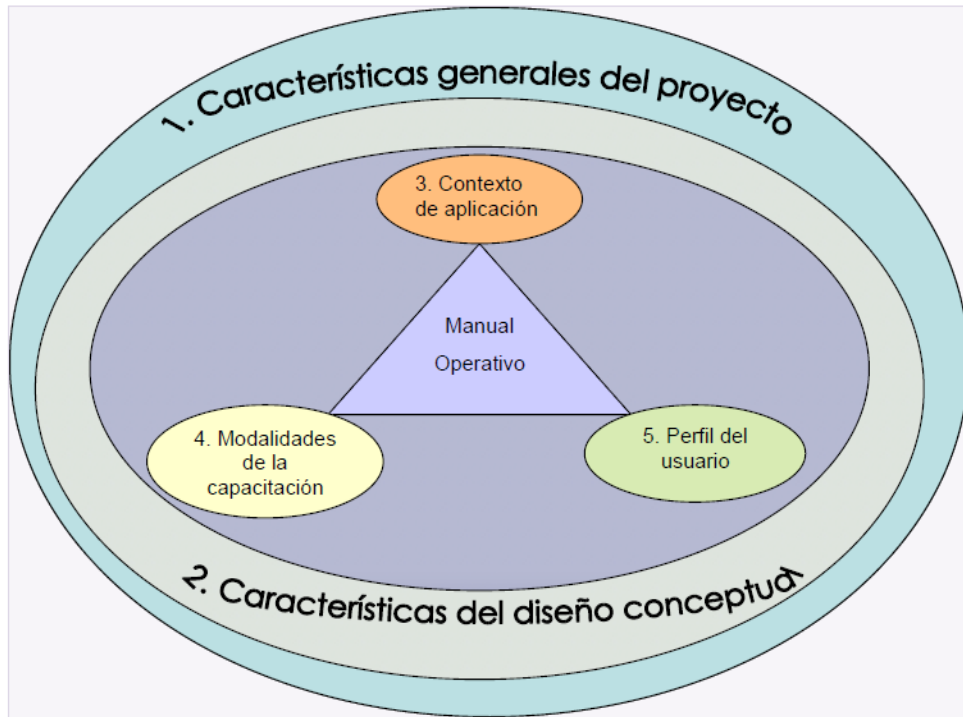 1. Características generales del proyecto
3. Contexto
de aplicación
Manual
Operativo
4. Modalidades
de la
capacitación
5. Perfil del
usuario
2. Características del diseño conceptual